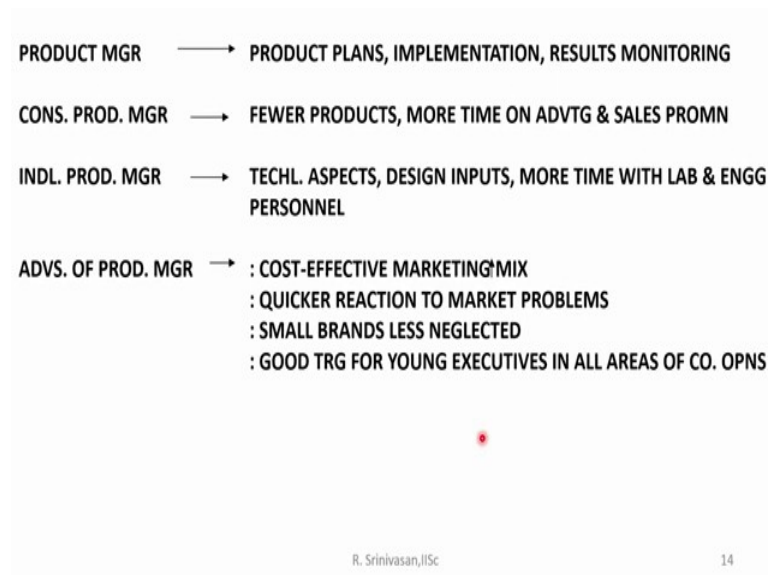 PRODUCT MGR → PRODUCT PLANS, IMPLEMENTATION, RESULTS MONITORING
CONS. PROD. MGR → FEWER PRODUCTS, MORE TIME ON ADVTG & SALES PROMN
INDL. PROD. MGR → TECHL. ASPECTS, DESIGN INPUTS, MORE TIME WITH LAB & ENGG
PERSONNEL
ADVS. OF PROD. MGR → : COST-EFFECTIVE MARKETING MIX
: QUICKER REACTION TO MARKET PROBLEMS
: SMALL BRANDS LESS NEGLECTED
: GOOD TRG FOR YOUNG EXECUTIVES IN ALL AREAS OF CO. OPNS
R. Srinivasan,IISc 14